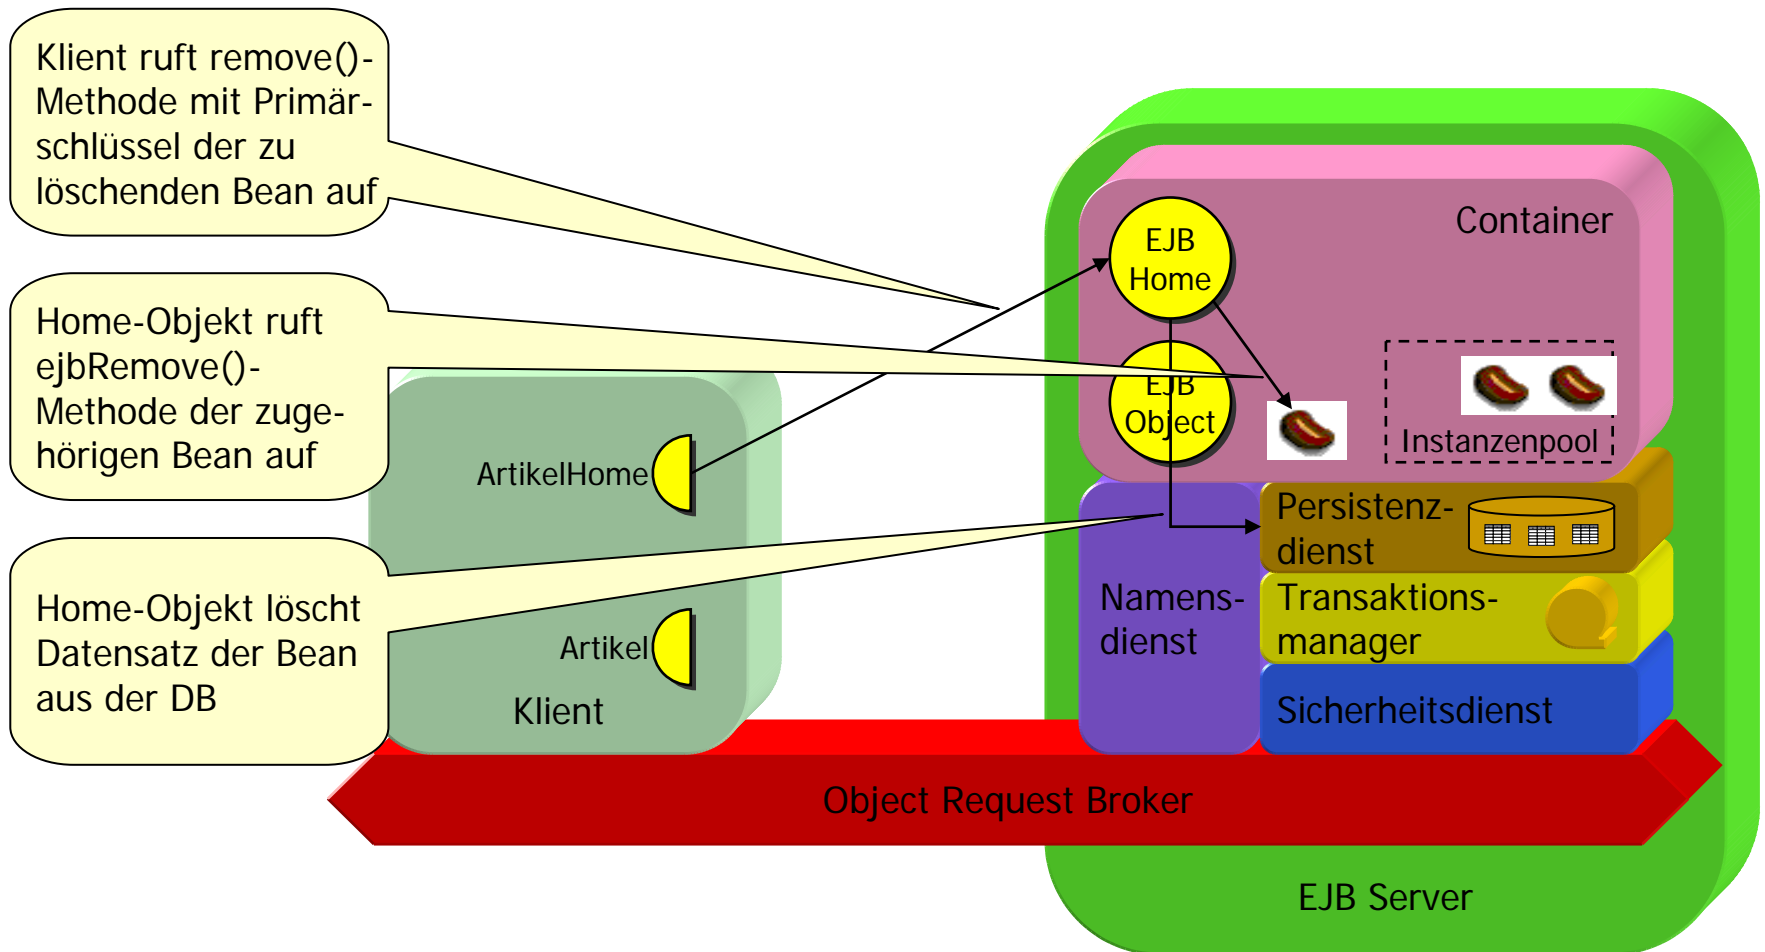 Klient ruft remove()-
Methode mit Primär-
schlüssel der zu
löschenden Bean auf
Home-Objekt ruft
ejbRemove()-
Methode der zuge-
hörigen Bean auf
Home-Objekt löscht
Datensatz der Bean
aus der DB
ArtikelHome
Artikel
Klient
Container
EJB
Home
EJB
Object
Instanzenpool
Persistenz-
dienst
Namens-
dienst
Transaktions-
manager
Sicherheitsdienst
Object Request Broker
EJB Server